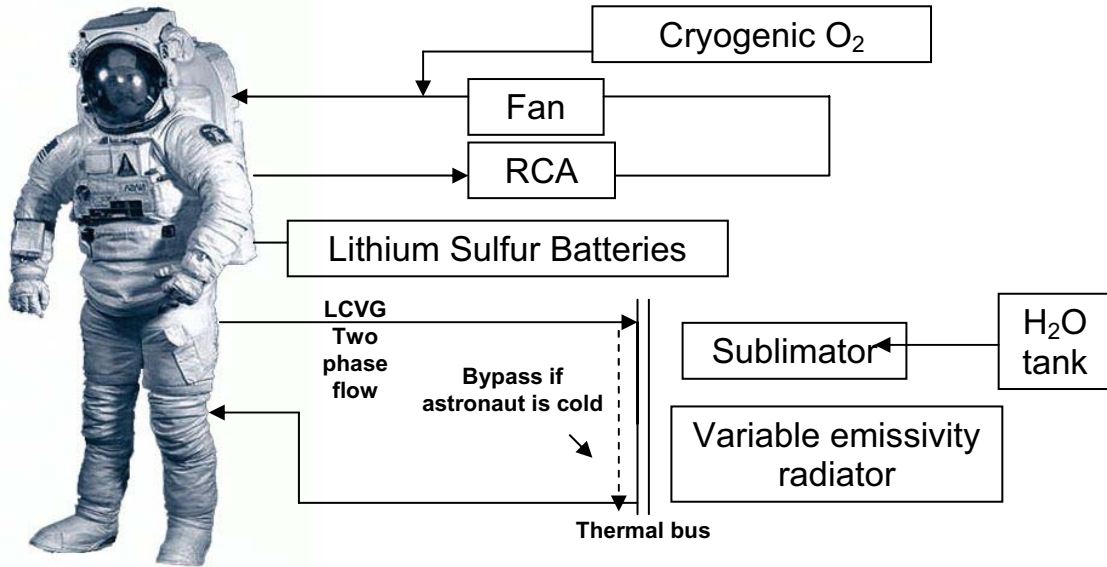 Cryogenic O₂
Fan
RCA
Lithium Sulfur Batteries
LCVG
Two
phase
flow
Bypass if
astronaut is cold
Sublimator
H₂O
tank
Variable emissivity
radiator
Thermal bus